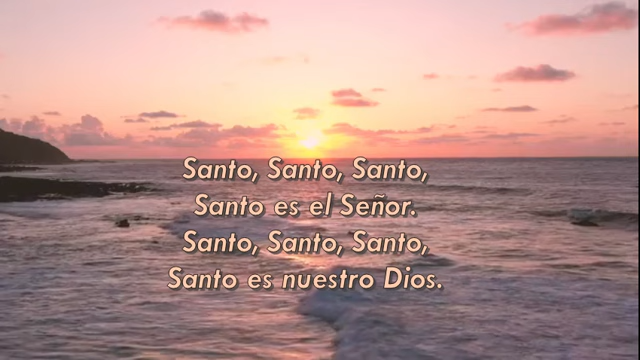 Santo, Santo, Santo,
Santo es el Señor.
Santo, Santo, Santo,
Santo es nuestro Dios.